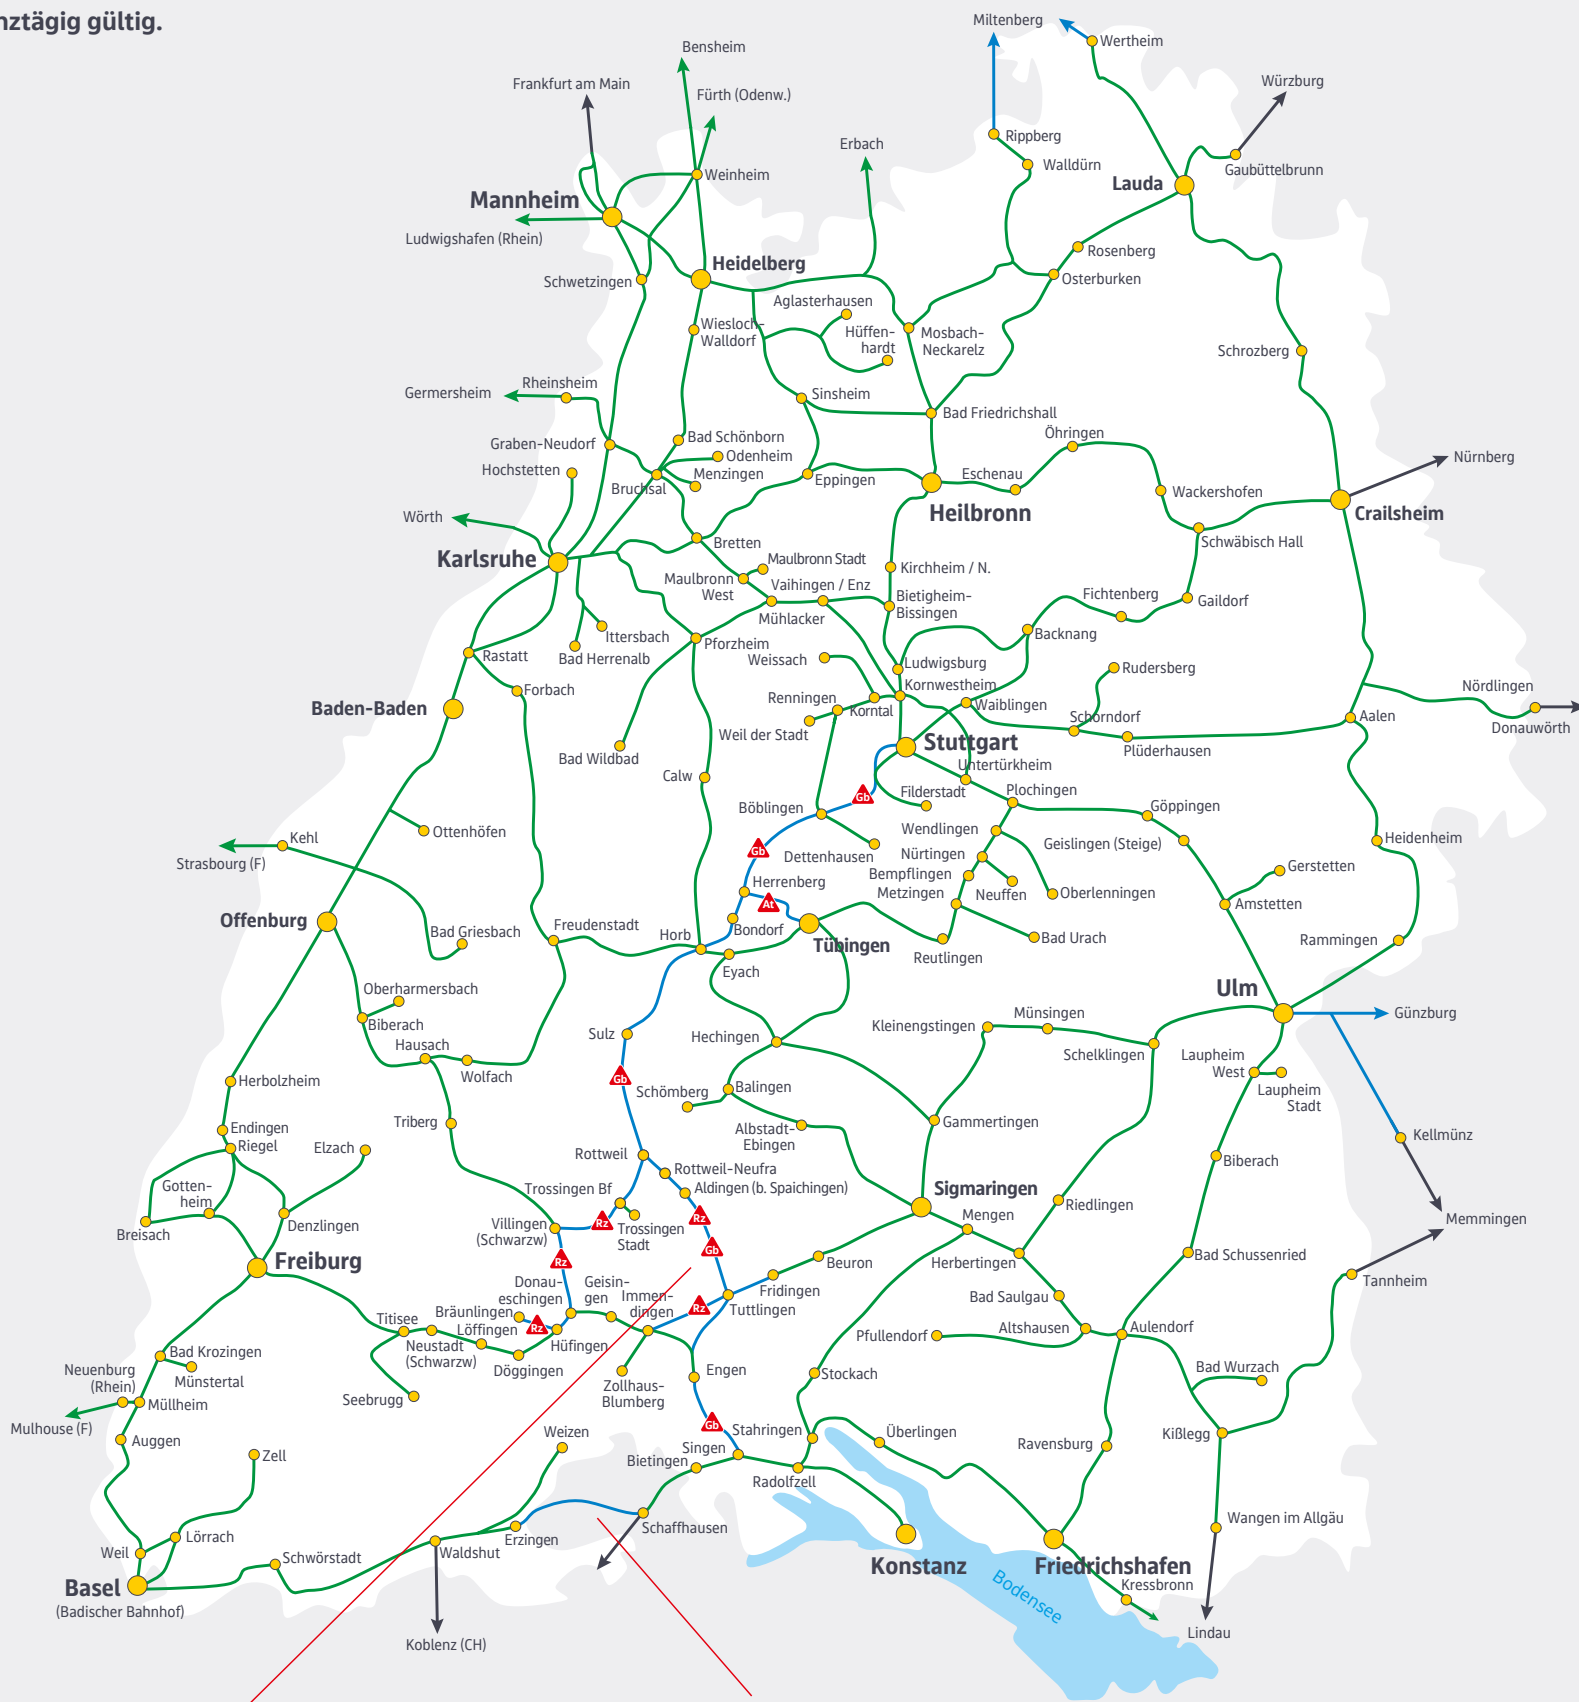 nztägig gültig.
Miltenberg
Wertheim
Bensheim
Frankfurt am Main
Fürth (Odenw.)
Würzburg
Erbach
Rippberg
Walldürn
Gaubüttelbrunn
Weinheim
Lauda
Mannheim
Ludwigshafen (Rhein)
Rosenberg
Heidelberg
Osterburken
Schwetzingen
Aglasterhausen
Wiesloch-
Walldorf
Hüffen-
hardt
Mosbach-
Neckarelz
Schrozberg
Rheinsheim
Germersheim
Sinsheim
Bad Friedrichshall
Graben-Neudorf
Bad Schönborn
Öhringen
Odenheim
Hochstetten
Menzingen
Eppingen
Eschenau
Nürnberg
Bruchsal
Wackershofen
Wörth
Heilbronn
Crailsheim
Karlsruhe
Bretten
Schwäbisch Hall
Maulbronn Stadt
Maulbronn
West
Kirchheim / N.
Vaihingen / Enz
Bietigheim-
Bissingen
Fichtenberg
Gaildorf
Mühlacker
Ittersbach
Bad Herrenalb
Pforzheim
Backnang
Rastatt
Weissach
Ludwigsburg
Rudersberg
Forbach
Kornwestheim
Nördlingen
Renningen
Korntal
Waiblingen
Baden-Baden
Schorndorf
Aalen
Donauwörth
Weil der Stadt
Stuttgart
Plüderhausen
Bad Wildbad
Untertürkheim
Calw
Gb
Filderstadt
Plochingen
Böblingen
Göppingen
Ottenhöfen
Wendlingen
Kehl
Geislingen (Steige)
Heidenheim
Strasbourg (F)
Gb
Dettenhausen
Nürtingen
Bempflingen
Gerstetten
Herrenberg
Metzingen
Neuffen
Oberlenningen
At
Amstetten
Offenburg
Freudenstadt
Bondorf
Bad Griesbach
Horb
Tübingen
Bad Urach
Rammingen
Reutlingen
Eyach
Oberharmersbach
Ulm
Biberach
Günzburg
Münsingen
Kleinengstingen
Sulz
Hechingen
Hausach
Schelklingen
Laupheim
West
Wolfach
Gb
Herbolzheim
Schömberg
Balingen
Laupheim
Stadt
Triberg
Albstadt-
Ebingen
Gammertingen
Endingen
Riegel
Elzach
Kellmünz
Rottweil
Rottweil-Neufra
Biberach
Aldingen (b. Spaichingen)
Gotten-
heim
Trossingen Bf
Sigmaringen
Riedlingen
Breisach
Denzlingen
Villingen
(Schwarzw)
Rz
Trossingen
Stadt
Rz
Mengen
Memmingen
Freiburg
Rz
Gb
Beuron
Herbertingen
Bad Schussenried
Donau-
eschingen
Geisin-
gen
Immen-
dingen
Fridingen
Tannheim
Bad Saulgau
Bräunlingen
Titisee
Löffingen
Rz
Rz
Tuttlingen
Altshausen
Aulendorf
Pfullendorf
Neustadt
(Schwarzw)
Hüfingen
Bad Krozingen
Münstertal
Döggingen
Neuenburg
(Rhein)
Zollhaus-
Blumberg
Engen
Stockach
Bad Wurzach
Seebrugg
Müllheim
Mulhouse (F)
Gb
Auggen
Weizen
Stahringen
Überlingen
Ravensburg
Kißlegg
Zell
Singen
Bietingen
Radolfzell
Wangen im Allgäu
Schaffhausen
Lörrach
Erzingen
Weil
Waldshut
Schwörstadt
Konstanz
Friedrichshafen
Basel
(Badischer Bahnhof)
Kressbronn
Bodensee
Koblenz (CH)
Lindau